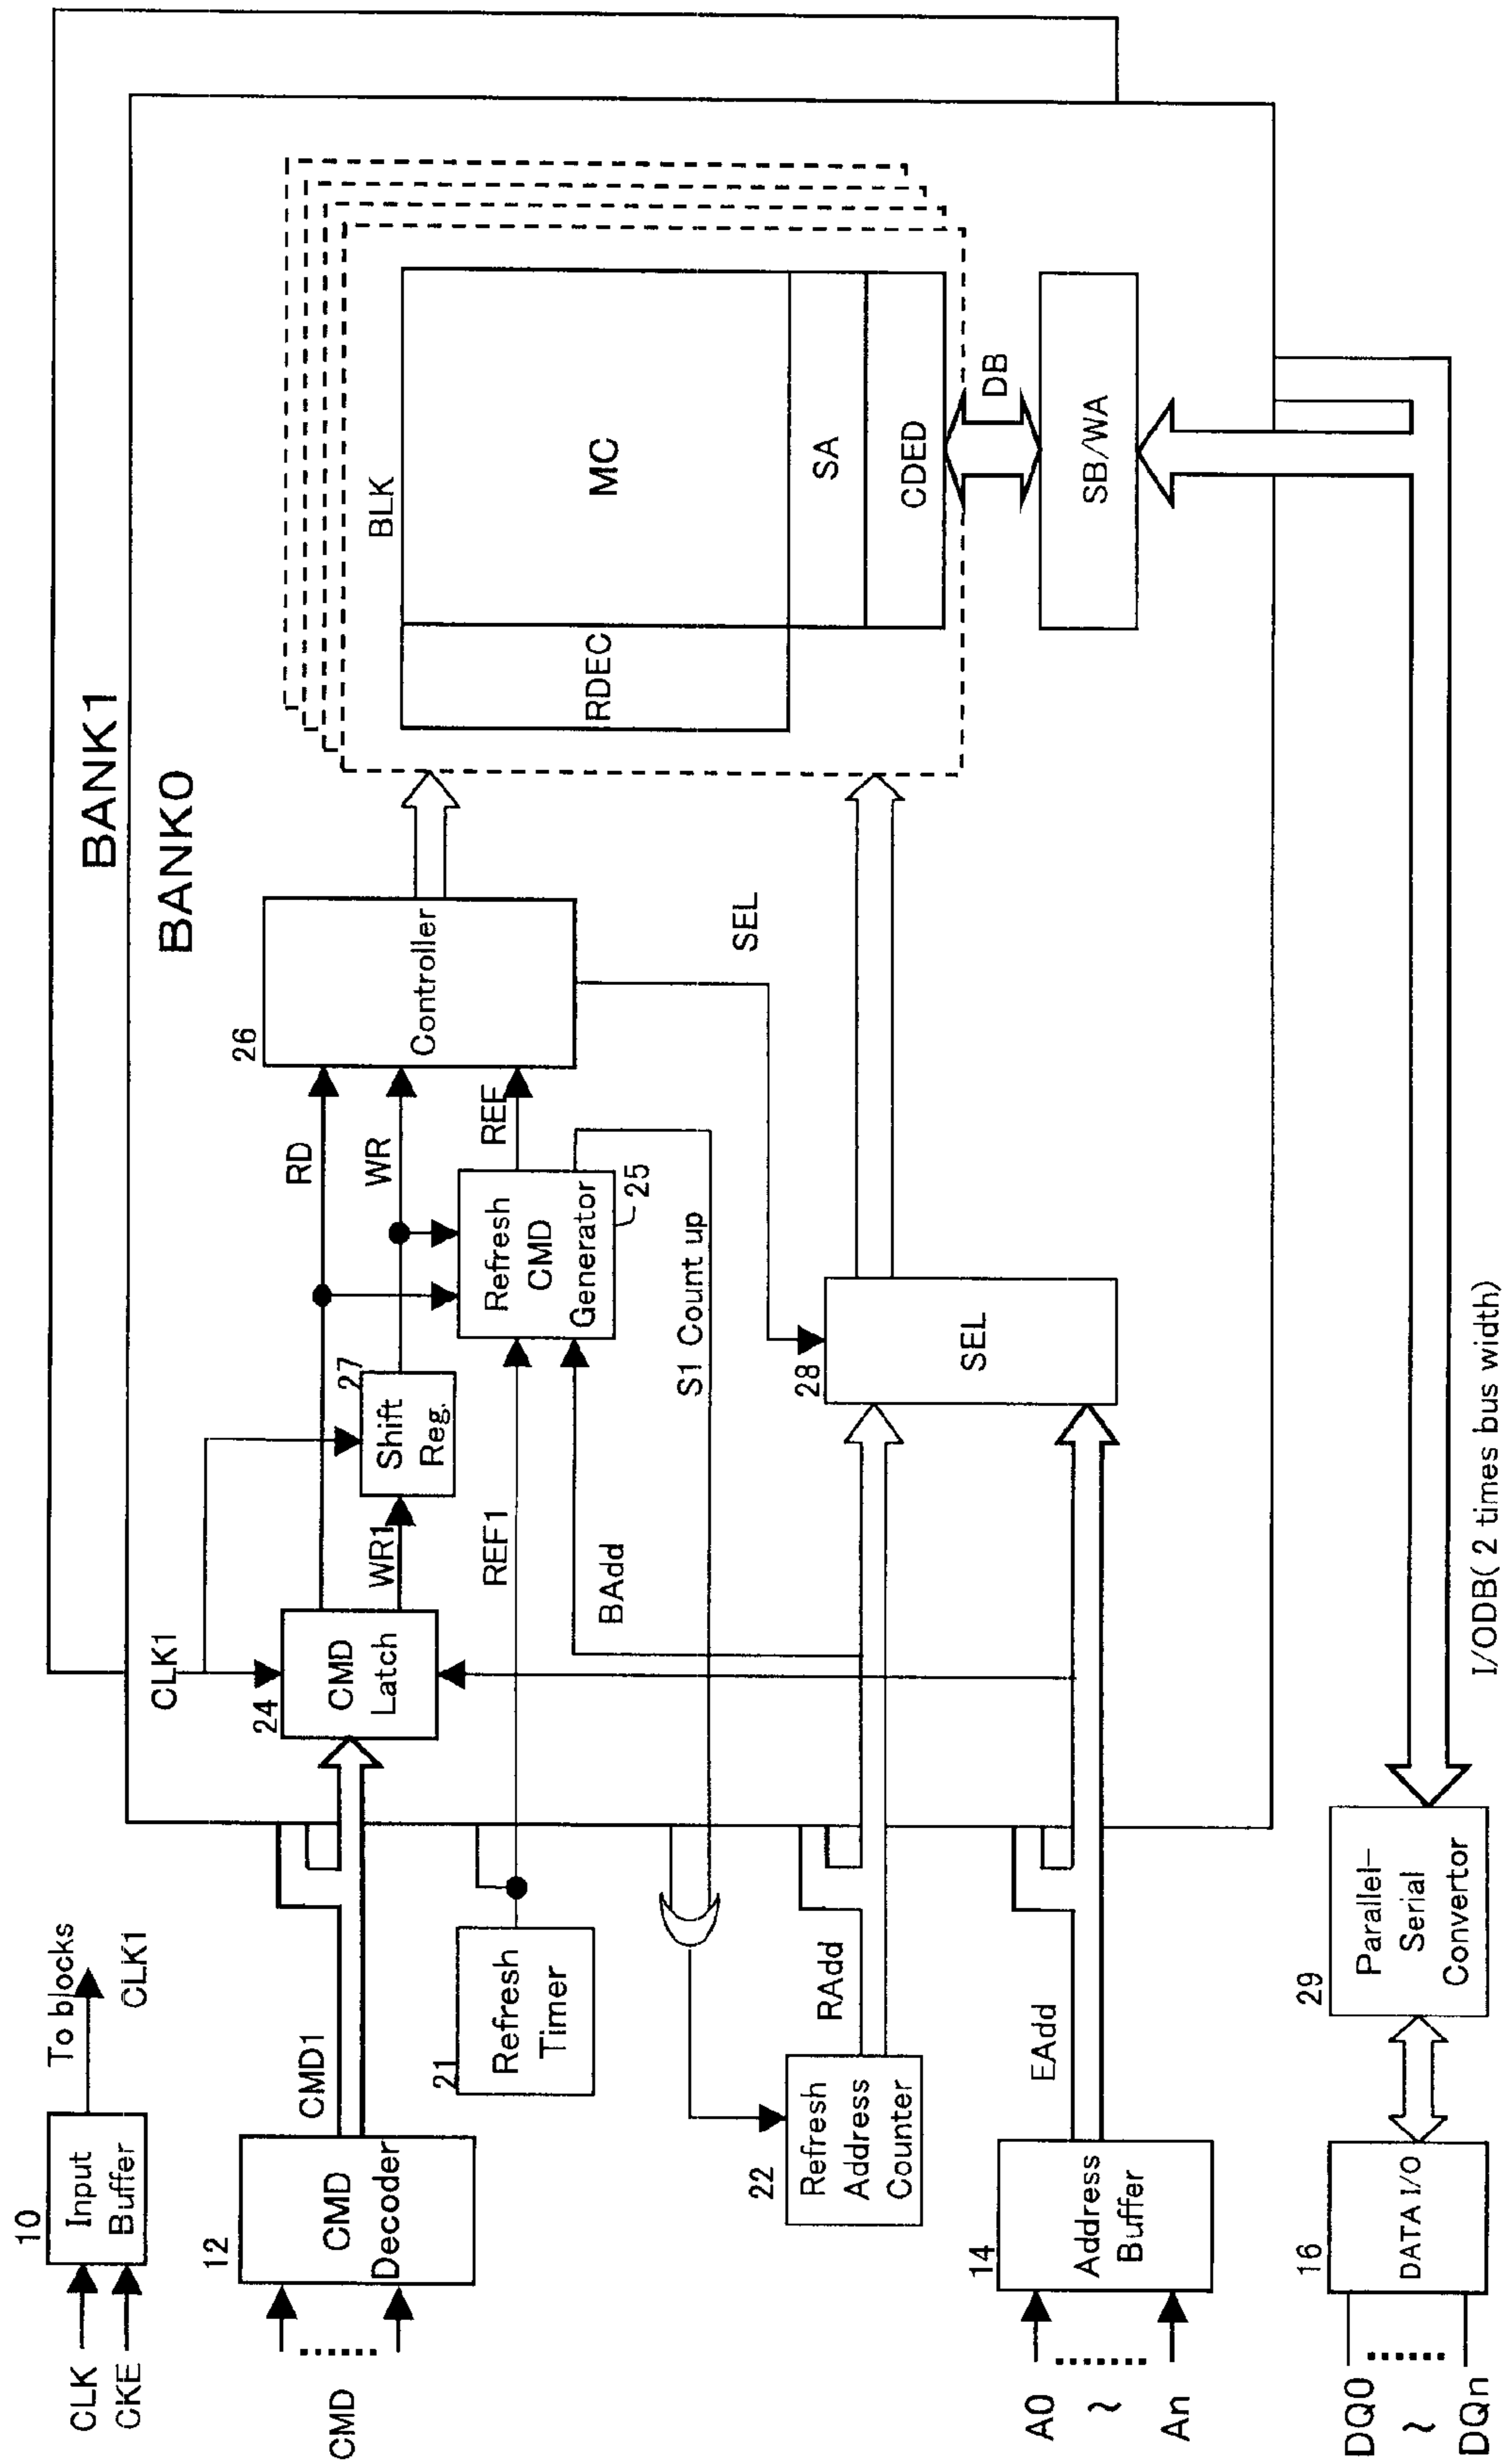 BANK1
BANK0
10
Input
Buffer
CLK
CKE
To blocks
CLK1
12
CMD
Decoder
CMD
CMD1
CLK1
24
CMD
Latch
WR1
27
Shift
Reg.
RD
WR
26
Controller
21
Refresh
Timer
REF1
Refresh
CMD
Generator
25
REF
BAdd
S1 Count up
SEL
22
Refresh
Address
Counter
RAdd
28
SEL
14
Address
Buffer
A0
~
An
EAdd
BLK
MC
RDEC
SA
CDED
DB
SB/WA
16
DATA I/O
DQ0
~
DQn
29
Parallel-
Serial
Convertor
I/ODB( 2 times bus width)